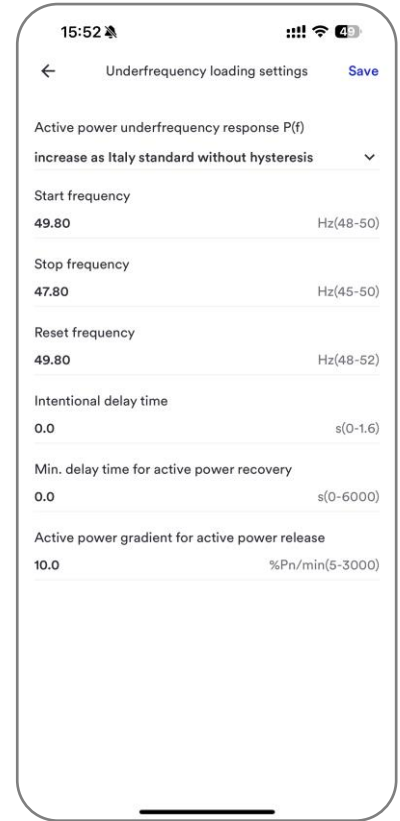 15:52
49
Underfrequency loading settings Save
Active power underfrequency response P(f)
increase as Italy standard without hysteresis
Start frequency
49.80 Hz(48-50)
Stop frequency
47.80 Hz(45-50)
Reset frequency
49.80 Hz(48-52)
Intentional delay time
0.0 s(0-1.6)
Min. delay time for active power recovery
0.0 s(0-6000)
Active power gradient for active power release
10.0 %Pn/min(5-3000)